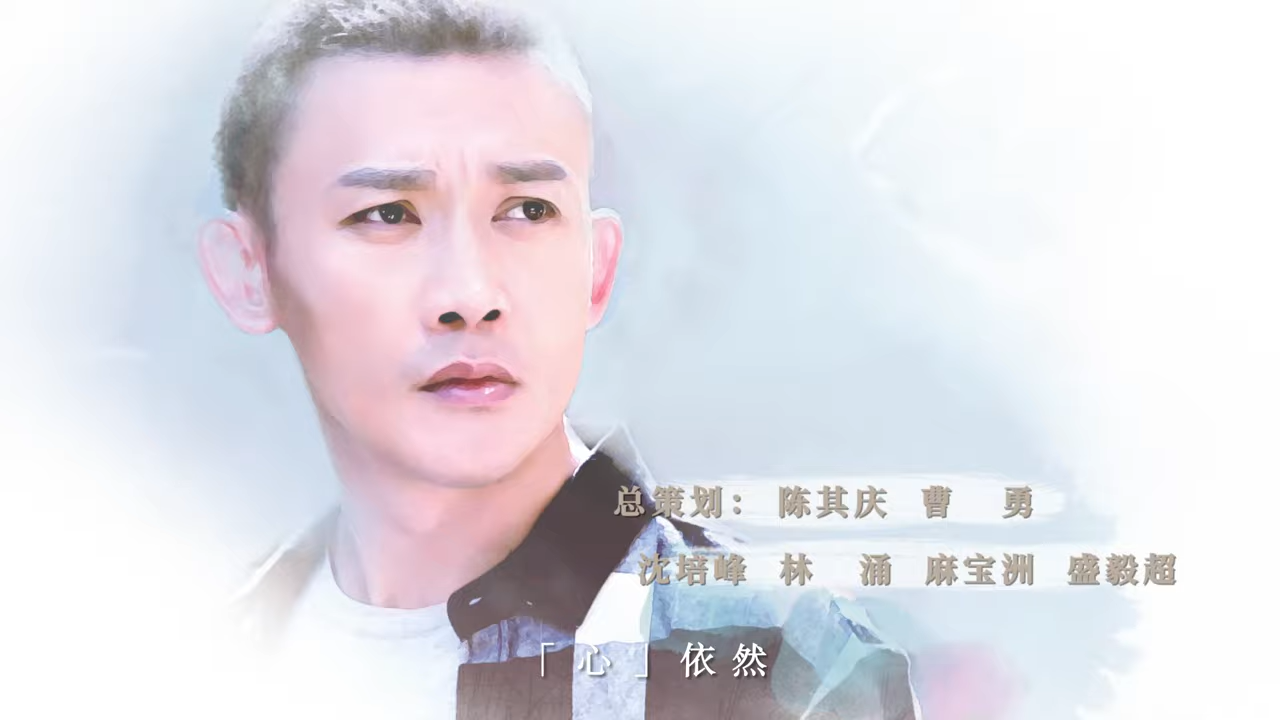 总策划： 陈其庆 曹 勇
沈培峰 林 涌 麻宝洲 盛毅超
「心」依然